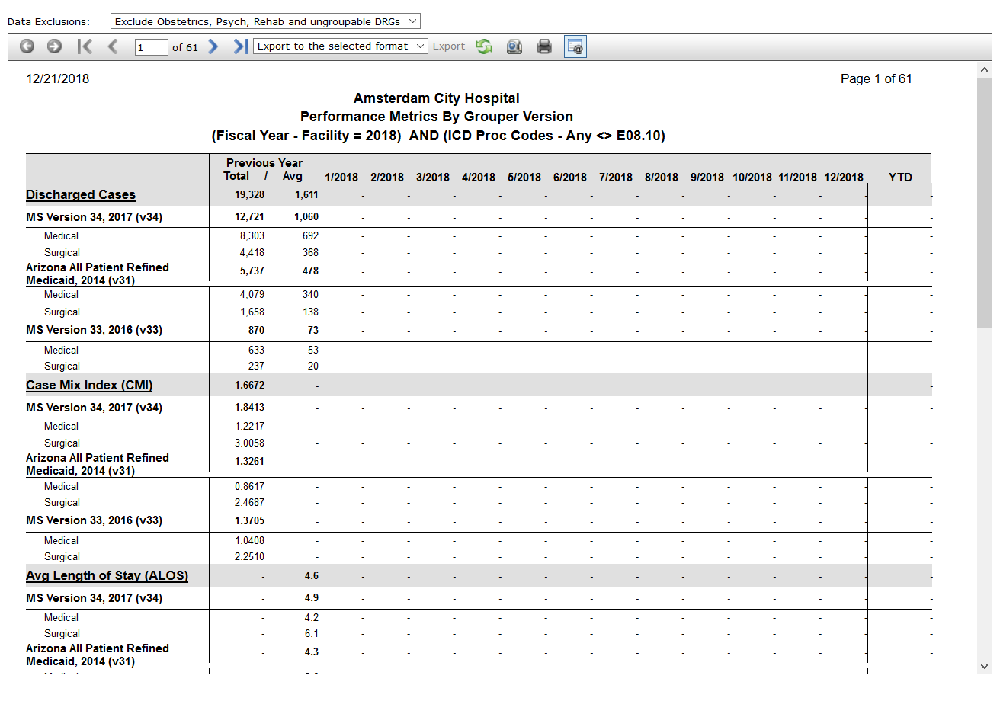 Data Exclusions: Exclude Obstetrics, Psych, Rehab and ungroupable DRGs
1 of 61 Export to the selected format Export
12/21/2018 Page 1 of 61
Amsterdam City Hospital
Performance Metrics By Grouper Version
(Fiscal Year - Facility = 2018) AND (ICD Proc Codes - Any <> E08.10)
Previous Year
Total / Avg 1/2018 2/2018 3/2018 4/2018 5/2018 6/2018 7/2018 8/2018 9/2018 10/2018 11/2018 12/2018 YTD
Discharged Cases 19,328 1,611 - - - - - - - - - - - - -
MS Version 34, 2017 (v34) 12,721 1,060 - - - - - - - - - - - - -
Medical 8,303 692 - - - - - - - - - - - - -
Surgical 4,418 368 - - - - - - - - - - - - -
Arizona All Patient Refined
Medicaid, 2014 (v31) 5,737 478 - - - - - - - - - - - - -
Medical 4,079 340 - - - - - - - - - - - - -
Surgical 1,658 138 - - - - - - - - - - - - -
MS Version 33, 2016 (v33) 870 73 - - - - - - - - - - - - -
Medical 633 53 - - - - - - - - - - - - -
Surgical 237 20 - - - - - - - - - - - - -
Case Mix Index (CMI) 1.6672 - - - - - - - - - - - - - -
MS Version 34, 2017 (v34) 1.8413 - - - - - - - - - - - - - -
Medical 1.2217 - - - - - - - - - - - - - -
Surgical 3.0058 - - - - - - - - - - - - - -
Arizona All Patient Refined
Medicaid, 2014 (v31) 1.3261 - - - - - - - - - - - - - -
Medical 0.8617 - - - - - - - - - - - - - -
Surgical 2.4687 - - - - - - - - - - - - - -
MS Version 33, 2016 (v33) 1.3705 - - - - - - - - - - - - - -
Medical 1.0408 - - - - - - - - - - - - - -
Surgical 2.2510 - - - - - - - - - - - - - -
Avg Length of Stay (ALOS) - 4.6 - - - - - - - - - - - - -
MS Version 34, 2017 (v34) - 4.9 - - - - - - - - - - - - -
Medical - 4.2 - - - - - - - - - - - - -
Surgical - 6.1 - - - - - - - - - - - - -
Arizona All Patient Refined
Medicaid, 2014 (v31) - 4.3 - - - - - - - - - - - - -